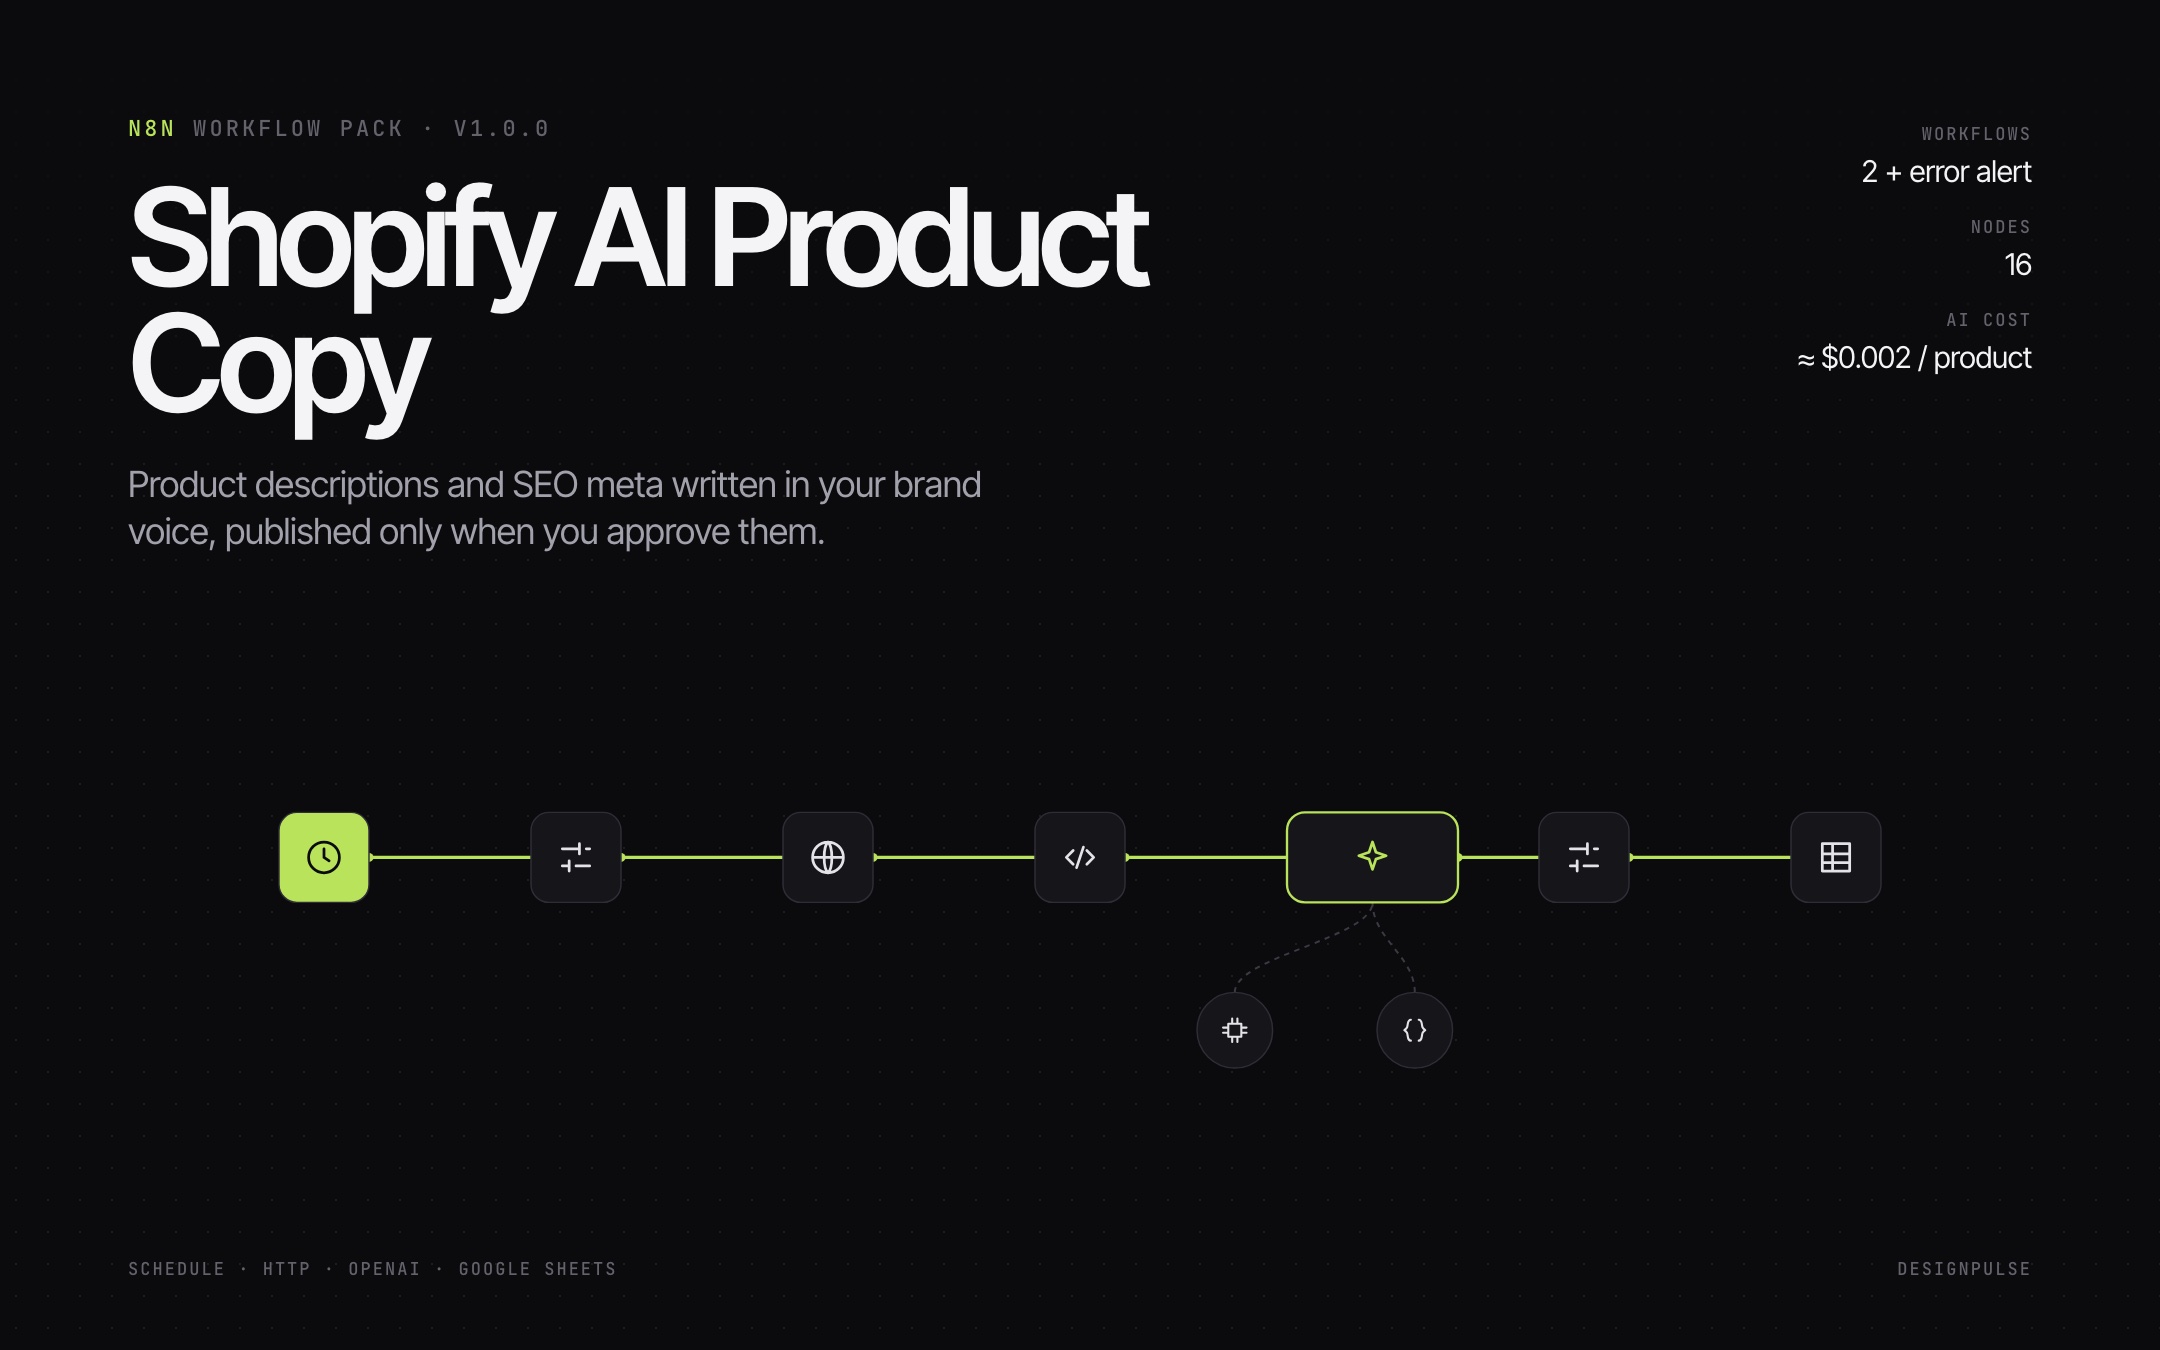 N8N WORKFLOW PACK · V1.0.0
Shopify AI Product
Copy
Product descriptions and SEO meta written in your brand
voice, published only when you approve them.
WORKFLOWS
2 + error alert
NODES
16
AI COST
≈ $0.002 / product
SCHEDULE · HTTP · OPENAI · GOOGLE SHEETS
DESIGNPULSE